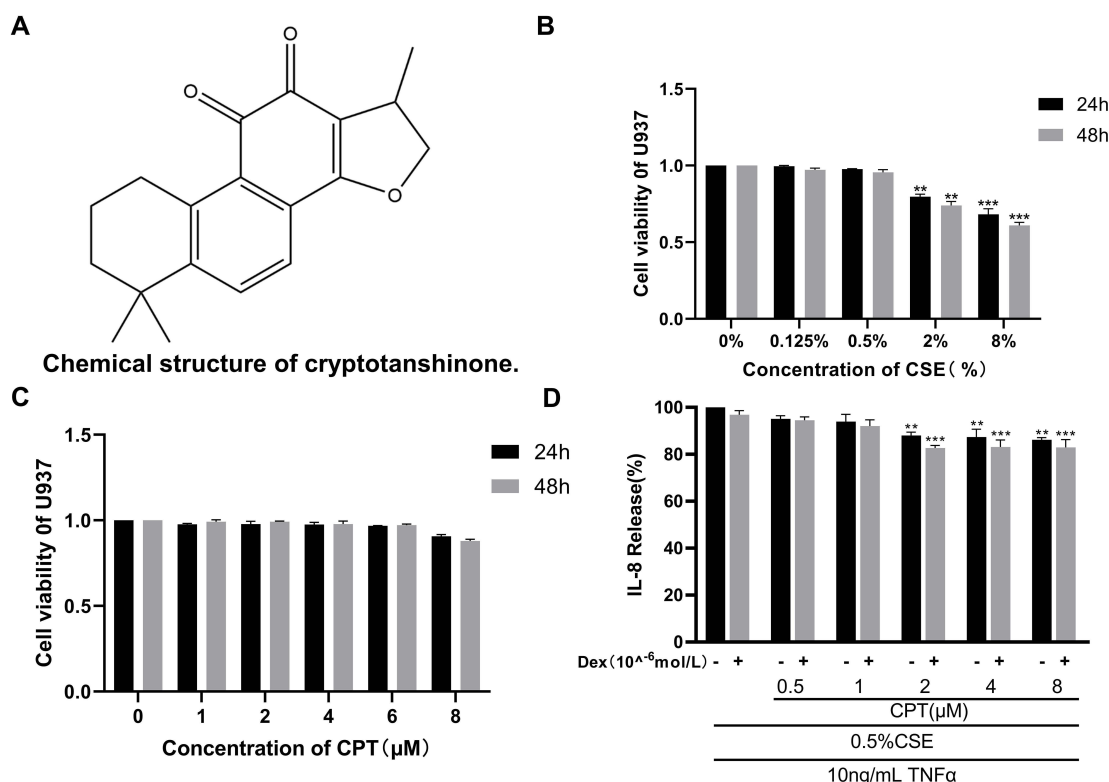 A
O
O
O
Chemical structure of cryptotanshinone.
B
Cell viability 0f U937
1.5
1.0
0.5
0.0
** ** *** ***
24h
48h
0% 0.125% 0.5% 2% 8%
Concentration of CSE( %)
C
Cell viability 0f U937
1.5
1.0
0.5
0.0
24h
48h
0 1 2 4 6 8
Concentration of CPT(μM)
D
IL-8 Release(%)
100
80
60
40
20
0
** *** ** *** ** ***
Dex(10^-6mol/L) - + - + - + - + - + - +
0.5 1 2 4 8
CPT(μM)
0.5%CSE
10ng/mL TNFα